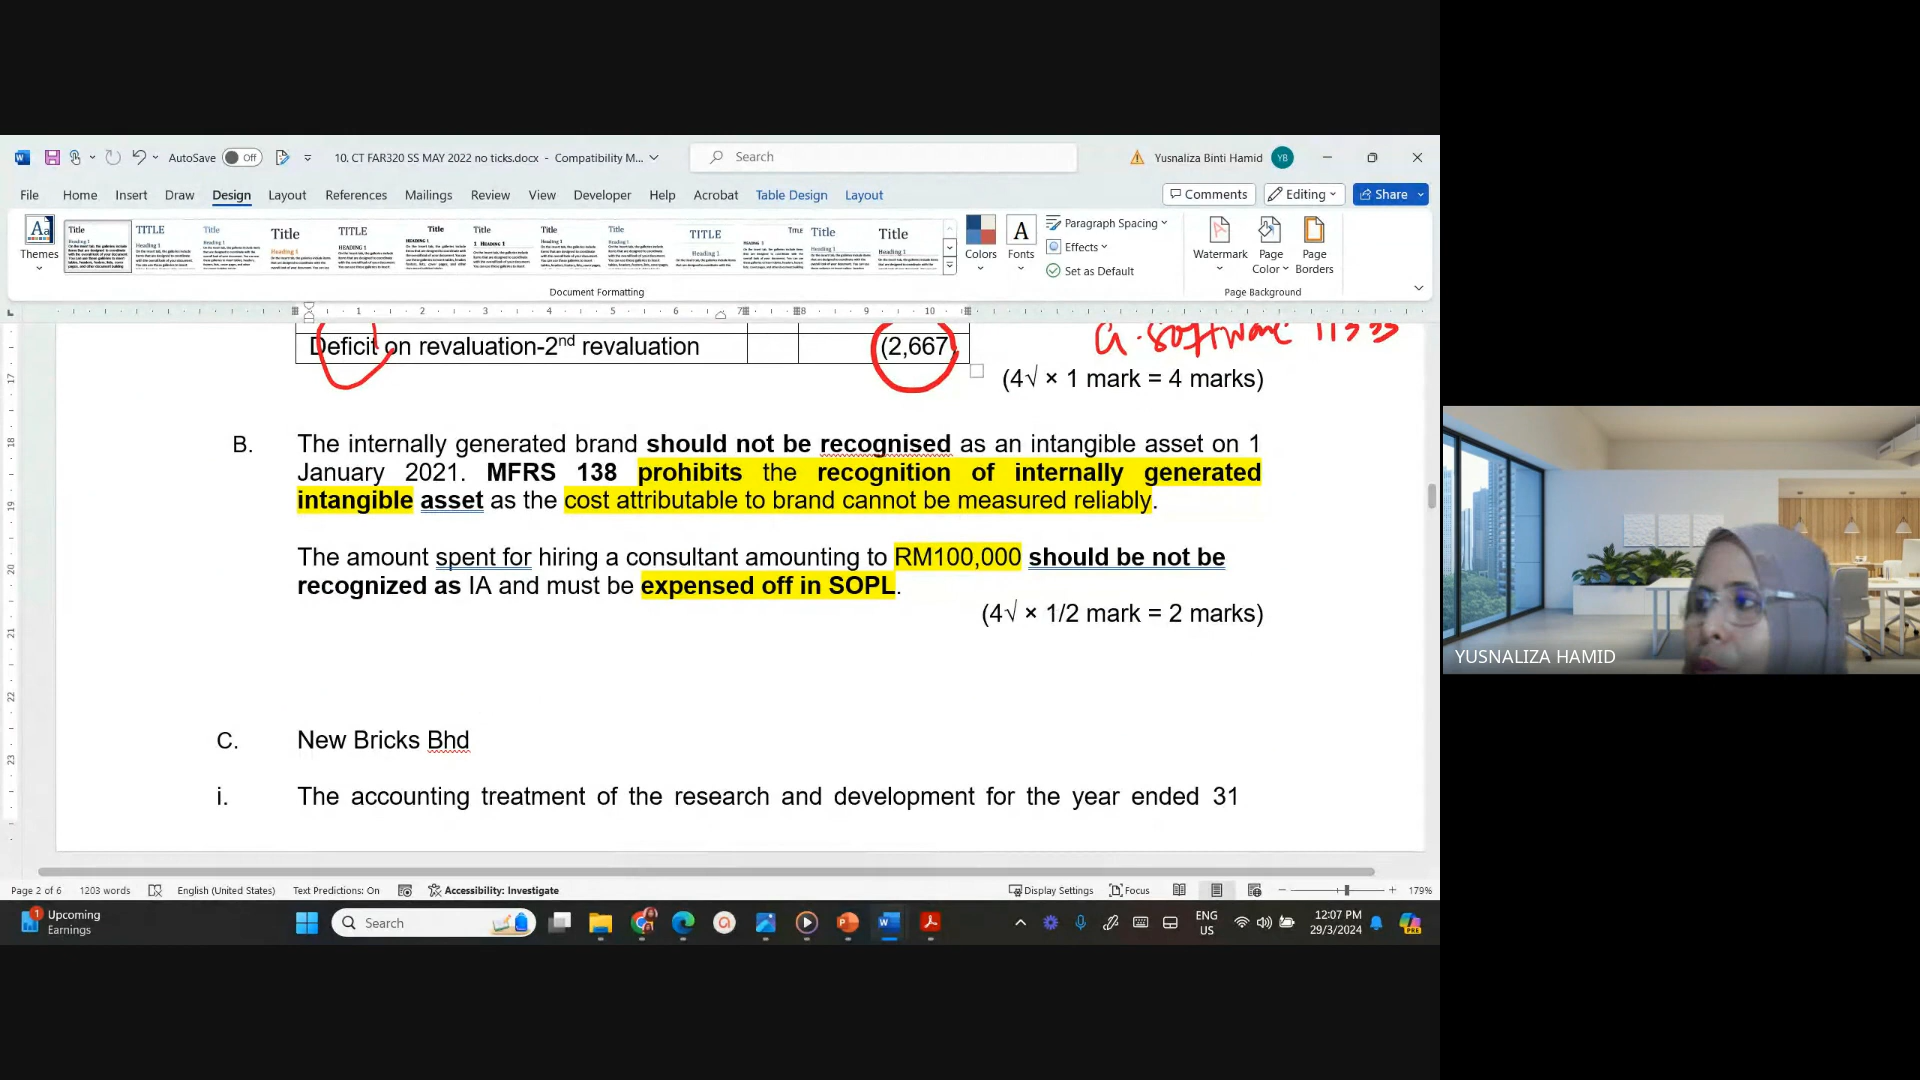 AutoSave Off 10. CT FAR320 SS MAY 2022 no ticks.docx - Compatibility M... Search Yusnaliza Binti Hamid YB
File Home Insert Draw Design Layout References Mailings Review View Developer Help Acrobat Table Design Layout Comments Editing Share
Themes Colors Fonts Paragraph Spacing Effects Set as Default Watermark Page Color Page Borders
Document Formatting Page Background
a. software 11333
Deficit on revaluation-2nd revaluation (2,667)
(4√ × 1 mark = 4 marks)
B. The internally generated brand should not be recognised as an intangible asset on 1
January 2021. MFRS 138 prohibits the recognition of internally generated
intangible asset as the cost attributable to brand cannot be measured reliably.
The amount spent for hiring a consultant amounting to RM100,000 should be not be
recognized as IA and must be expensed off in SOPL.
(4√ × 1/2 mark = 2 marks)
YUSNALIZA HAMID
C. New Bricks Bhd
i. The accounting treatment of the research and development for the year ended 31
Page 2 of 6 1203 words English (United States) Text Predictions: On Accessibility: Investigate Display Settings Focus 179%
1 Upcoming
Earnings
Search
ENG
US
12:07 PM
29/3/2024